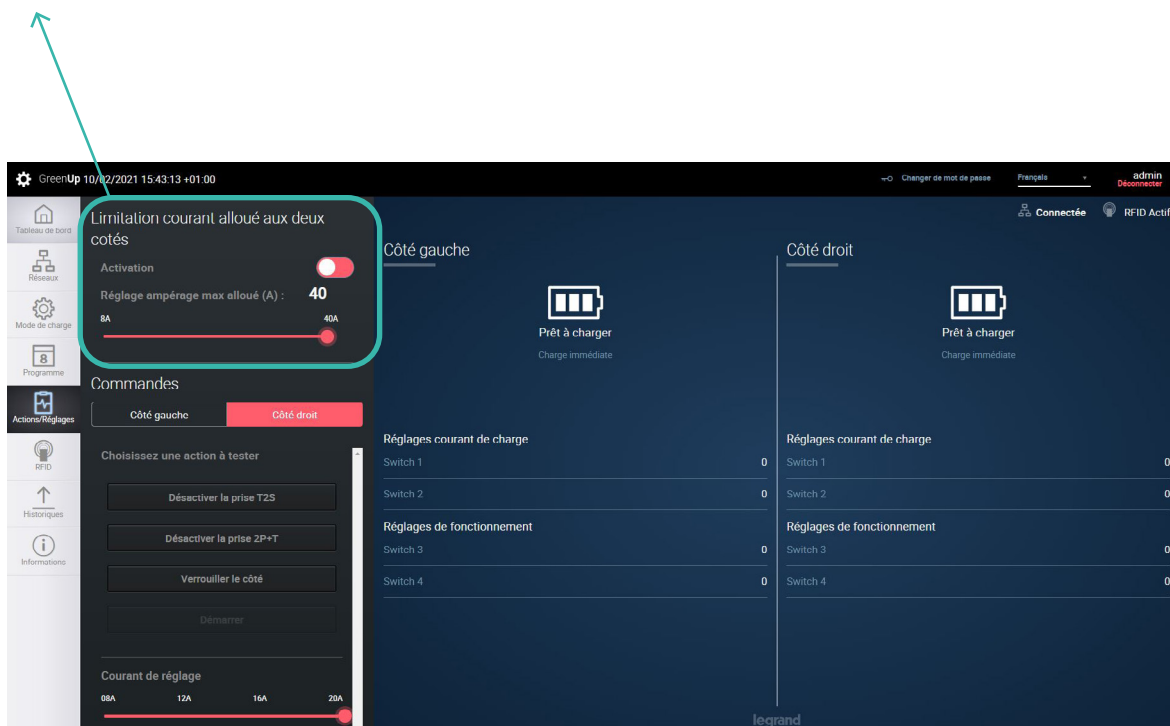 GreenUp 10/02/2021 15:43:13 +01:00
Changer de mot de passe
Français
admin
Déconnecter
Tableau de bord
Réseaux
Mode de charge
8
Programme
Actions/Réglages
RFID
Historiques
Informations
Limitation courant alloué aux deux
cotés
Activation
Réglage ampérage max alloué (A) : 40
8A 40A
Commandes
Côté gauche Côté droit
Choisissez une action à tester
Désactiver la prise T2S
Désactiver la prise 2P+T
Verrouiller le côté
Démarrer
Courant de réglage
08A 12A 16A 20A
Connectée RFID Actif
Côté gauche
Prêt à charger
Charge immédiate
Réglages courant de charge
Switch 1 0
Switch 2 0
Réglages de fonctionnement
Switch 3 0
Switch 4 0
Côté droit
Prêt à charger
Charge immédiate
Réglages courant de charge
Switch 1 0
Switch 2 0
Réglages de fonctionnement
Switch 3 0
Switch 4 0
legrand